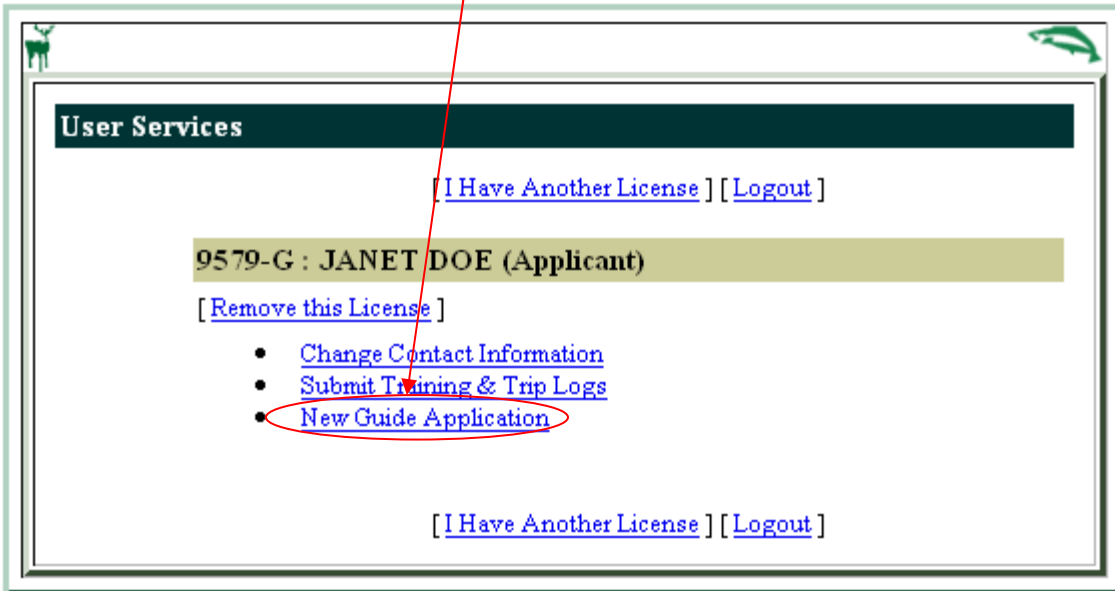 User Services
[ I Have Another License ] [ Logout ]
9579-G : JANET DOE (Applicant)
[ Remove this License ]
• Change Contact Information
• Submit Training & Trip Logs
• New Guide Application
[ I Have Another License ] [ Logout ]